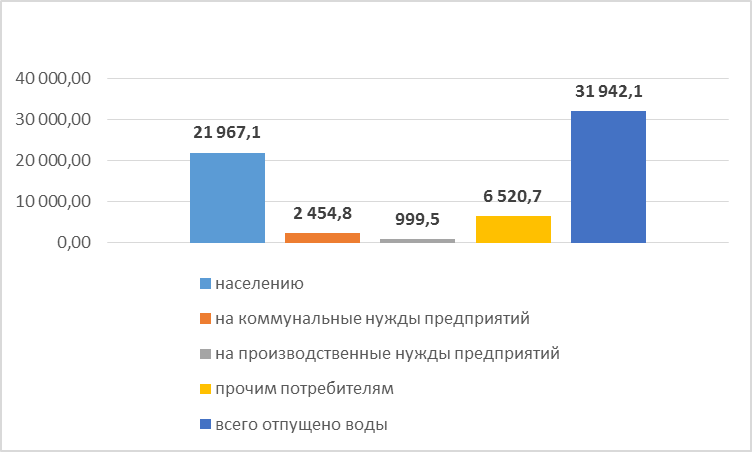 40 000,00
30 000,00
20 000,00
10 000,00
0,00
21 967,1
2 454,8
999,5
6 520,7
31 942,1
населению
на коммунальные нужды предприятий
на производственные нужды предприятий
прочим потребителям
всего отпущено воды